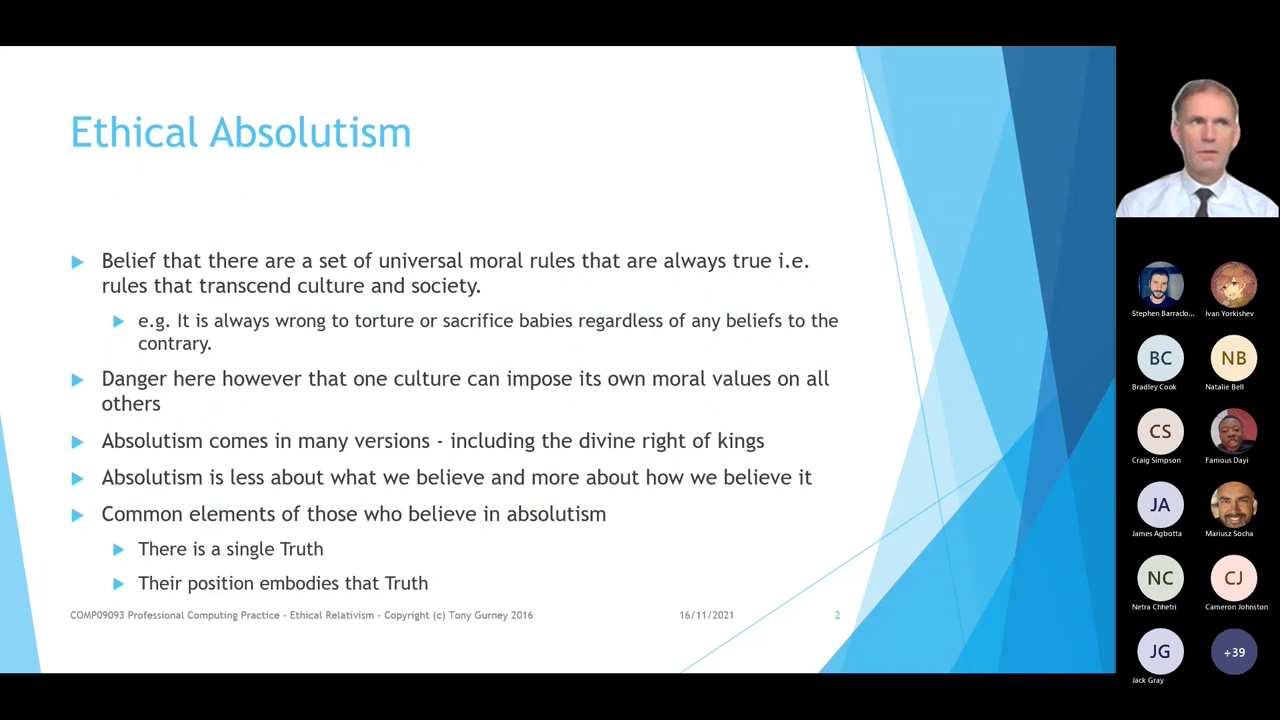 Ethical Absolutism
Belief that there are a set of universal moral rules that are always true i.e.
rules that transcend culture and society.
e.g. It is always wrong to torture or sacrifice babies regardless of any beliefs to the
contrary.
Danger here however that one culture can impose its own moral values on all
others
Absolutism comes in many versions - including the divine right of kings
Absolutism is less about what we believe and more about how we believe it
Common elements of those who believe in absolutism
There is a single Truth
Their position embodies that Truth
COMP09093 Professional Computing Practice - Ethical Relativism - Copyright (c) Tony Gurney 2016
16/11/2021
2
Stephen Barraclo...
Ivan Yorkishev
BC
NB
Bradley Cook
Natalie Bell
CS
Craig Simpson
Famous Dayi
JA
James Agbotta
Mariusz Socha
NC
CJ
Netra Chhetri
Cameron Johnston
JG
+39
Jack Gray